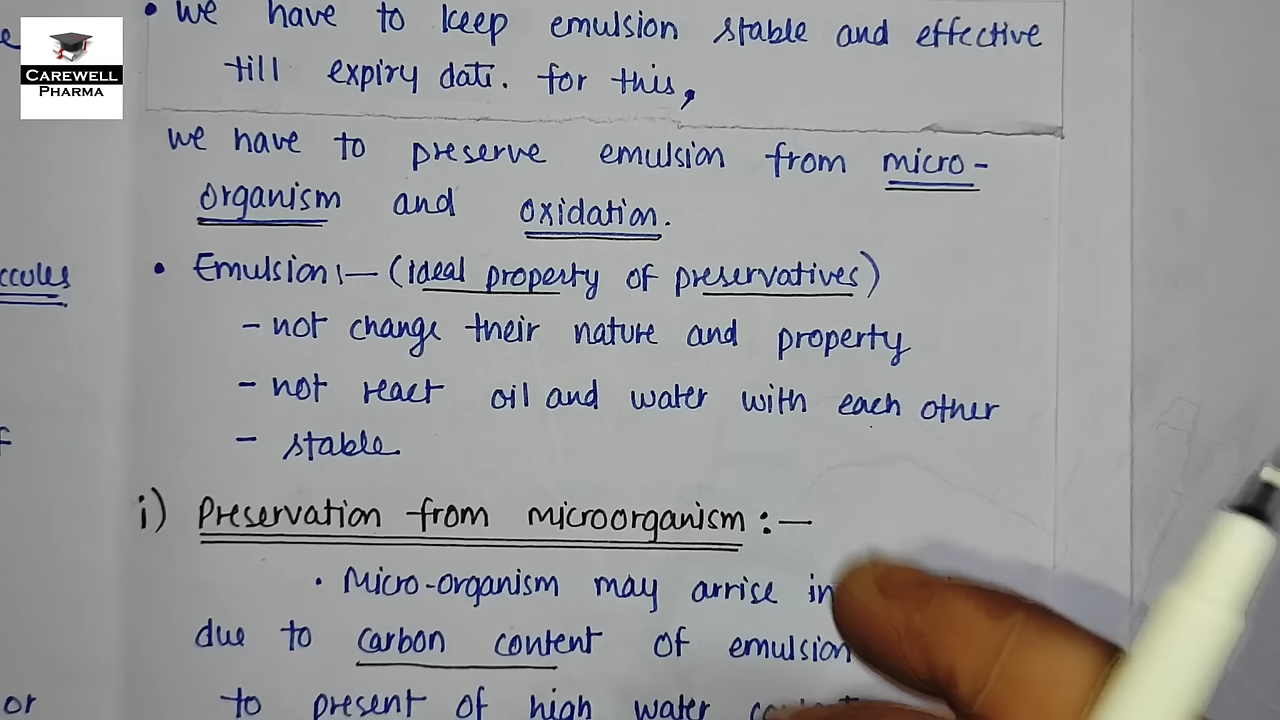 • we have to keep emulsion stable and effective
till expiry date. for this,
we have to preserve emulsion from micro-
organism and oxidation.
• Emulsion:- (ideal property of preservatives)
- not change their nature and property
- not react oil and water with each other
- stable
i) Preservation from microorganism :-
• Micro-organism may arrise in
due to carbon content of emulsion
to present of high water
CAREWELL
PHARMA
or